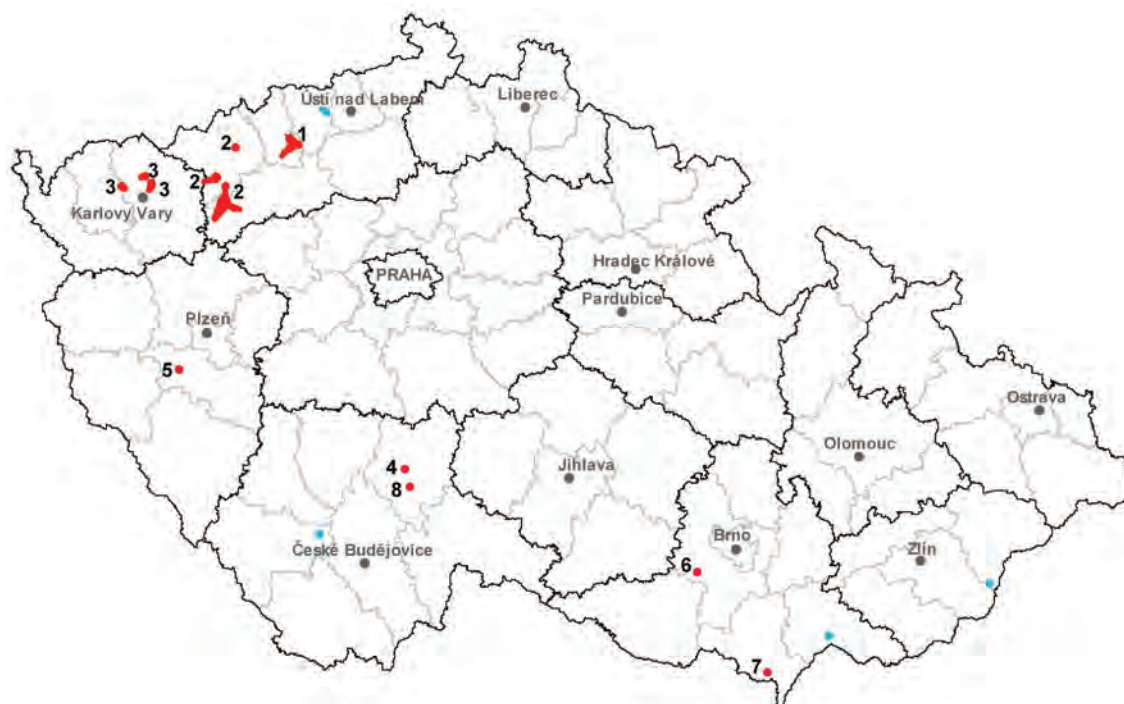 Ústí nad Labem
Liberec
1
2
3
3
3
2
2
Karlovy Vary
Hradec Králové
PRAHA
Pardubice
Plzeň
5
Ostrava
Olomouc
4
Jihlava
8
Brno
České Budějovice
Zlín
6
7